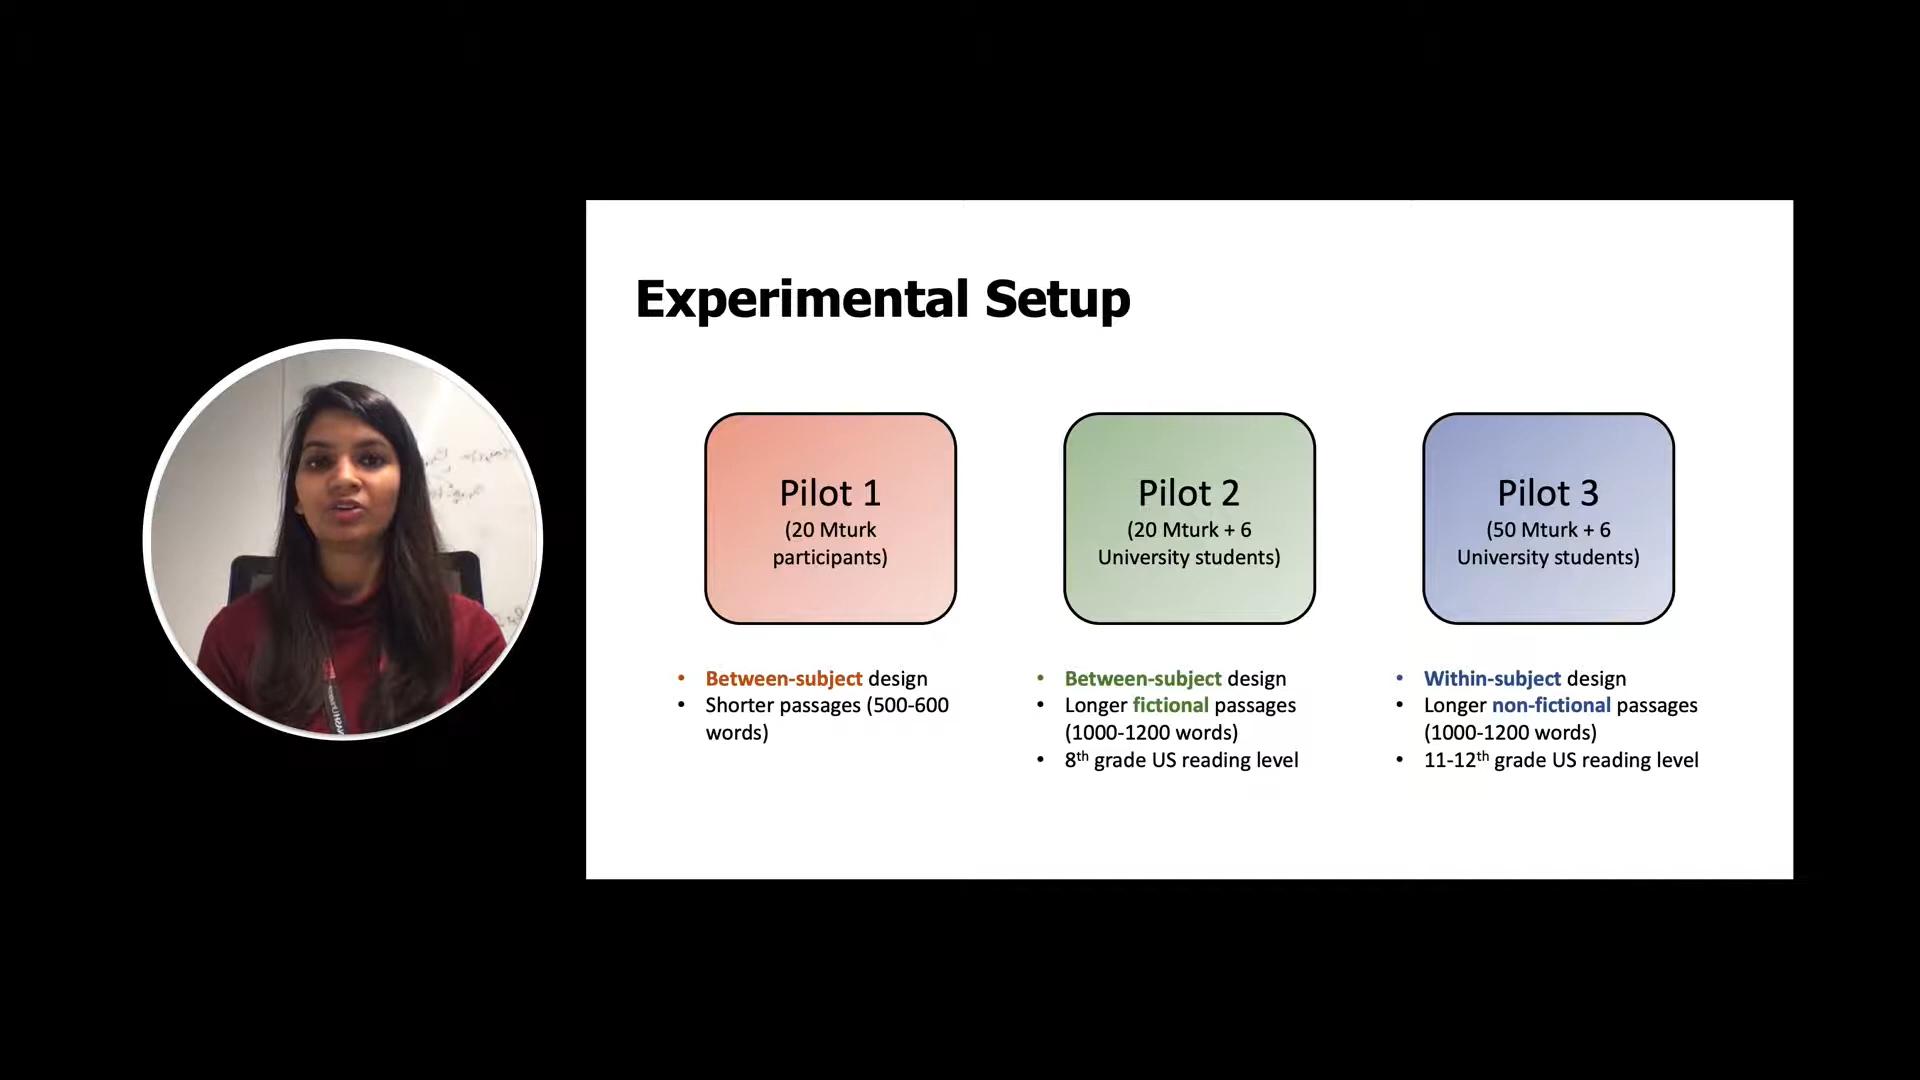 Experimental Setup
Pilot 1
(20 Mturk
participants)
Pilot 2
(20 Mturk + 6
University students)
Pilot 3
(50 Mturk + 6
University students)
• Between-subject design
• Shorter passages (500-600
words)
• Between-subject design
• Longer fictional passages
(1000-1200 words)
• 8th grade US reading level
• Within-subject design
• Longer non-fictional passages
(1000-1200 words)
• 11-12th grade US reading level